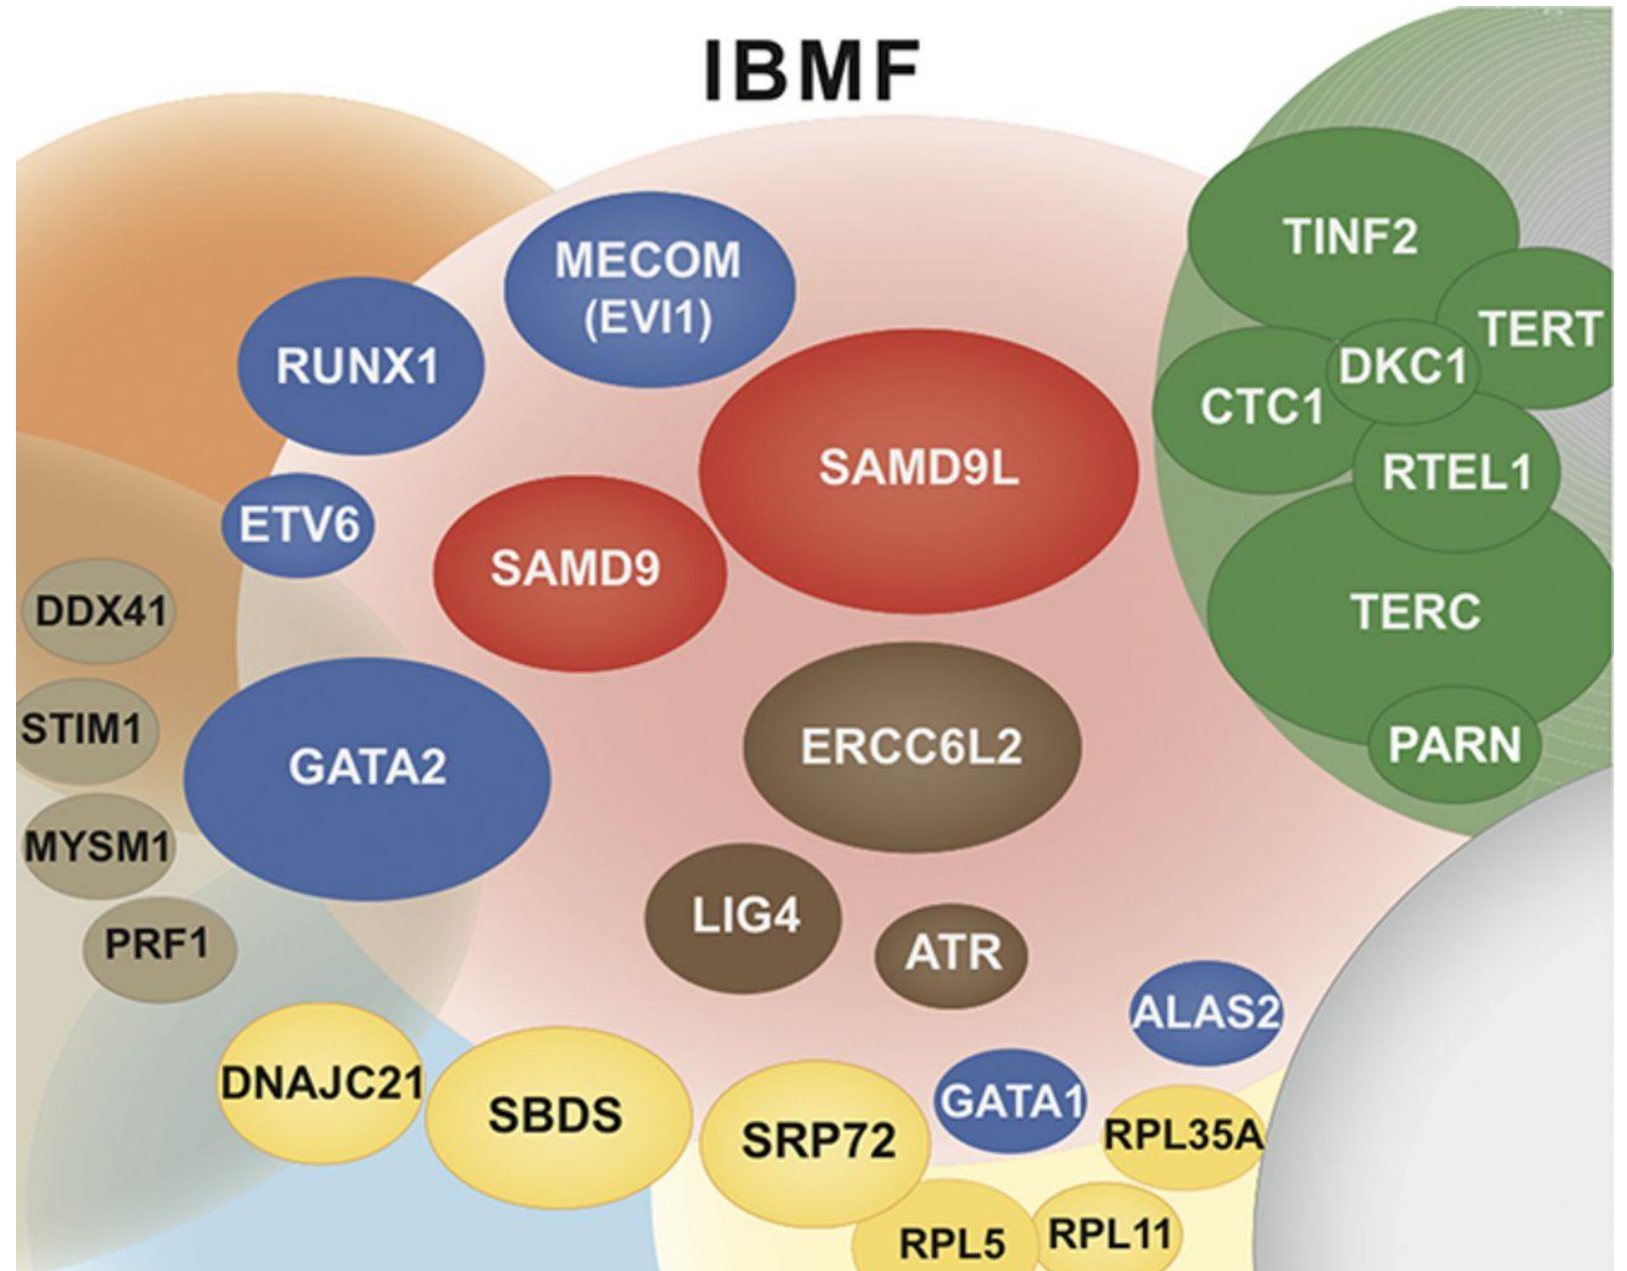 IBMF
MECOM
(EVI1)
RUNX1
TINF2
TERT
DKC1
CTC1
SAMD9L
RTEL1
ETV6
SAMD9
DDX41
TERC
STIM1
GATA2
ERCC6L2
PARN
MYSM1
PRF1
LIG4
ATR
ALAS2
DNAJC21
SBDS
SRP72
GATA1
RPL35A
RPL5
RPL11